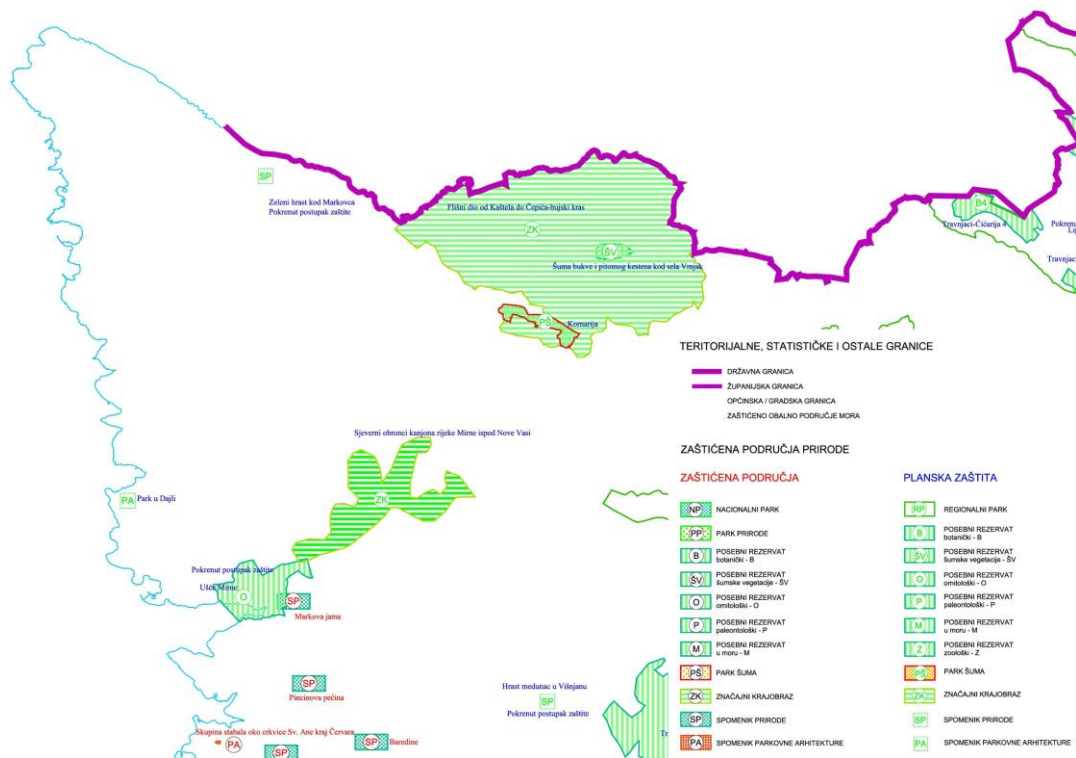 SP
Zeleni hrast kod Markovca
Pokrenut postupak zaštite
Flišni dio od Kaštela do Čepića-bujski kras
ZK
ŠV
Šuma bukve i pitomog kestena kod sela Vrnjak
PŠ
Kornarija
B4
Travnjaci-Ćićarija 4
Pokrenu
Travnjac
Sjeverni obronci kanjona rijeke Mirne ispod Nove Vasi
ZK
PA
Park u Dajli
Pokrenut postupak zaštite
Ušće Mirne
O
SP
Markova jama
SP
Pincinova pećina
Skupina stabala oko crkvice Sv. Ane kraj Červara
PA
SP
SP
Baredine
Hrast medunac u Višnjanu
SP
Pokrenut postupak zaštite
TERITORIJALNE, STATISTIČKE I OSTALE GRANICE
DRŽAVNA GRANICA
ŽUPANIJSKA GRANICA
OPĆINSKA / GRADSKA GRANICA
ZAŠTIĆENO OBALNO PODRUČJE MORA
ZAŠTIĆENA PODRUČJA PRIRODE
ZAŠTIĆENA PODRUČJA
NP NACIONALNI PARK
PP PARK PRIRODE
B POSEBNI REZERVAT
botanički - B
ŠV POSEBNI REZERVAT
šumske vegetacije - ŠV
O POSEBNI REZERVAT
ornitološki - O
P POSEBNI REZERVAT
paleontološki - P
M POSEBNI REZERVAT
u moru - M
PŠ PARK ŠUMA
ZK ZNAČAJNI KRAJOBRAZ
SP SPOMENIK PRIRODE
PA SPOMENIK PARKOVNE ARHITEKTURE
PLANSKA ZAŠTITA
RP REGIONALNI PARK
B POSEBNI REZERVAT
botanički - B
ŠV POSEBNI REZERVAT
šumske vegetacije - ŠV
O POSEBNI REZERVAT
ornitološki - O
P POSEBNI REZERVAT
paleontološki - P
M POSEBNI REZERVAT
u moru - M
Z POSEBNI REZERVAT
zoološki - Z
PŠ PARK ŠUMA
ZK ZNAČAJNI KRAJOBRAZ
SP SPOMENIK PRIRODE
PA SPOMENIK PARKOVNE ARHITEKTURE